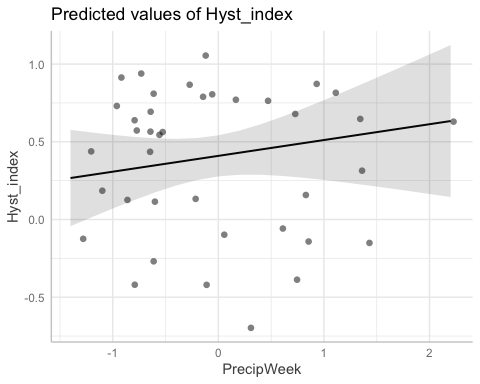 Predicted values of Hyst_index
1.0
0.5
0.0
-0.5
Hyst_index
-1
0
1
2
PrecipWeek